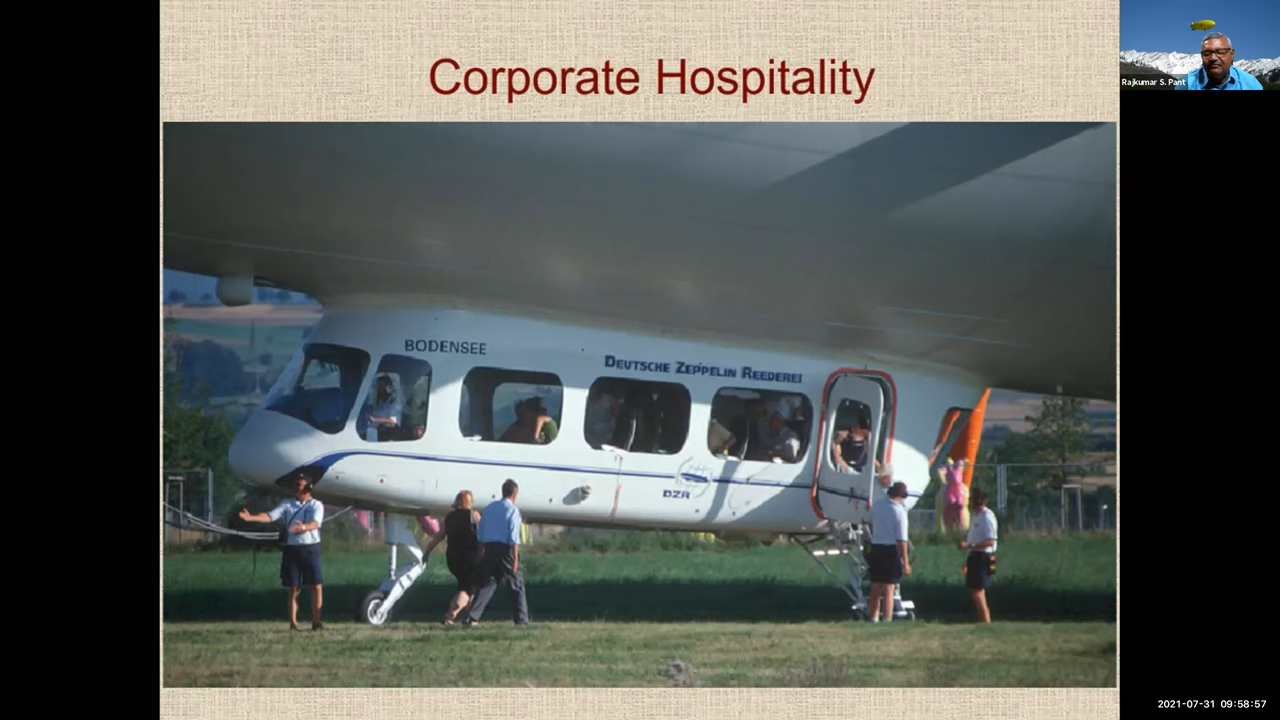 Corporate Hospitality
Rajkumar S. Pant
BODENSEE
DEUTSCHE ZEPPELIN REEDEREI
DZR
2021-07-31 09:58:57